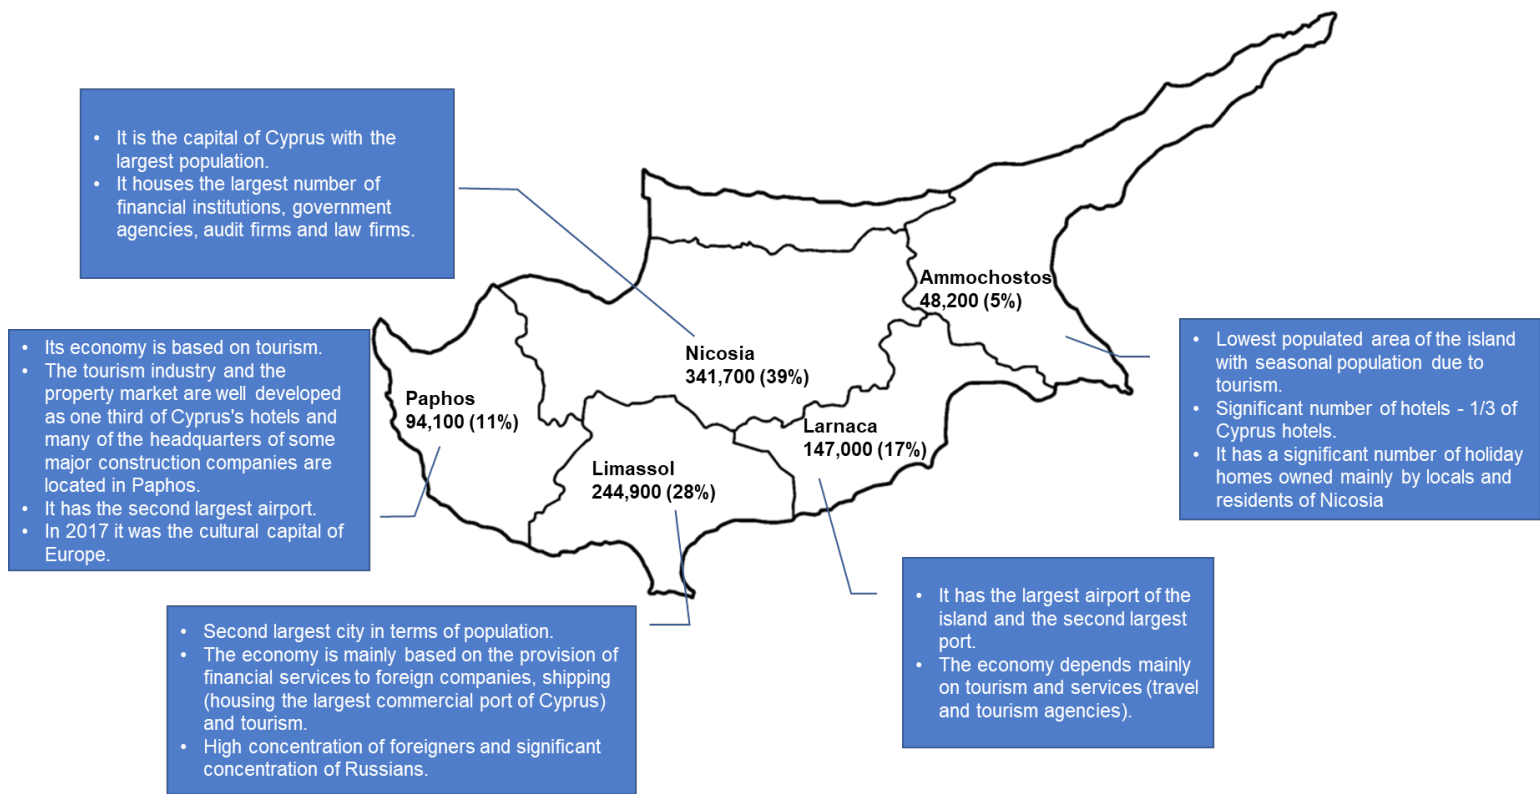 • It is the capital of Cyprus with the
largest population.
• It houses the largest number of
financial institutions, government
agencies, audit firms and law firms.
Ammochostos
48,200 (5%)
Nicosia
341,700 (39%)
Paphos
94,100 (11%)
Larnaca
147,000 (17%)
Limassol
244,900 (28%)
• Its economy is based on tourism.
• The tourism industry and the
property market are well developed
as one third of Cyprus's hotels and
many of the headquarters of some
major construction companies are
located in Paphos.
• It has the second largest airport.
• In 2017 it was the cultural capital of
Europe.
• Lowest populated area of the island
with seasonal population due to
tourism.
• Significant number of hotels - 1/3 of
Cyprus hotels.
• It has a significant number of holiday
homes owned mainly by locals and
residents of Nicosia
• Second largest city in terms of population.
• The economy is mainly based on the provision of
financial services to foreign companies, shipping
(housing the largest commercial port of Cyprus)
and tourism.
• High concentration of foreigners and significant
concentration of Russians.
• It has the largest airport of the
island and the second largest
port.
• The economy depends mainly
on tourism and services (travel
and tourism agencies).